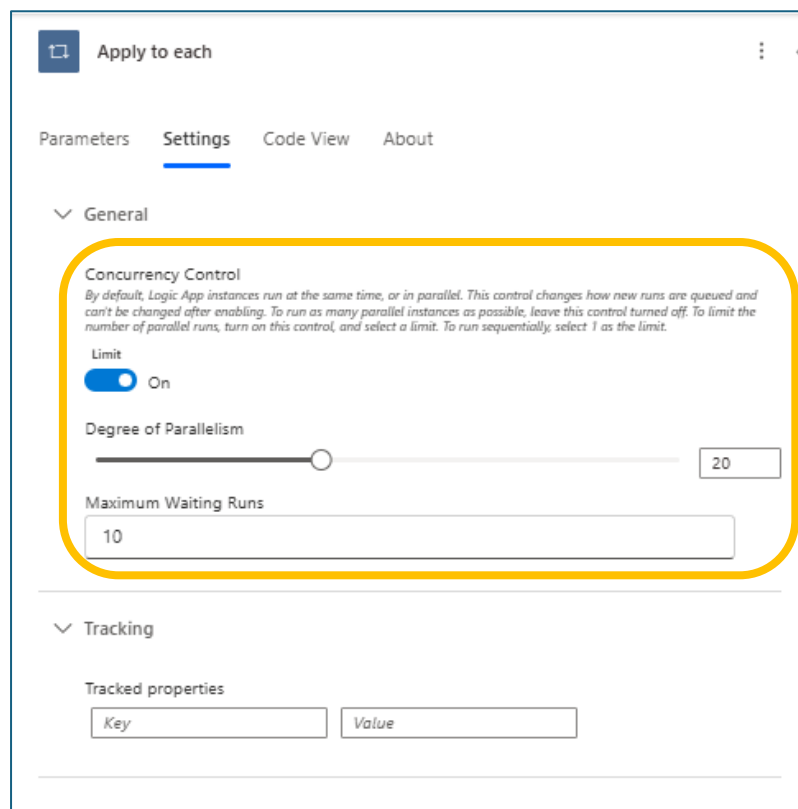 Apply to each
Parameters Settings Code View About
General
Concurrency Control
By default, Logic App instances run at the same time, or in parallel. This control changes how new runs are queued and
can't be changed after enabling. To run as many parallel instances as possible, leave this control turned off. To limit the
number of parallel runs, turn on this control, and select a limit. To run sequentially, select 1 as the limit.
Limit
On
Degree of Parallelism
20
Maximum Waiting Runs
10
Tracking
Tracked properties
Key Value